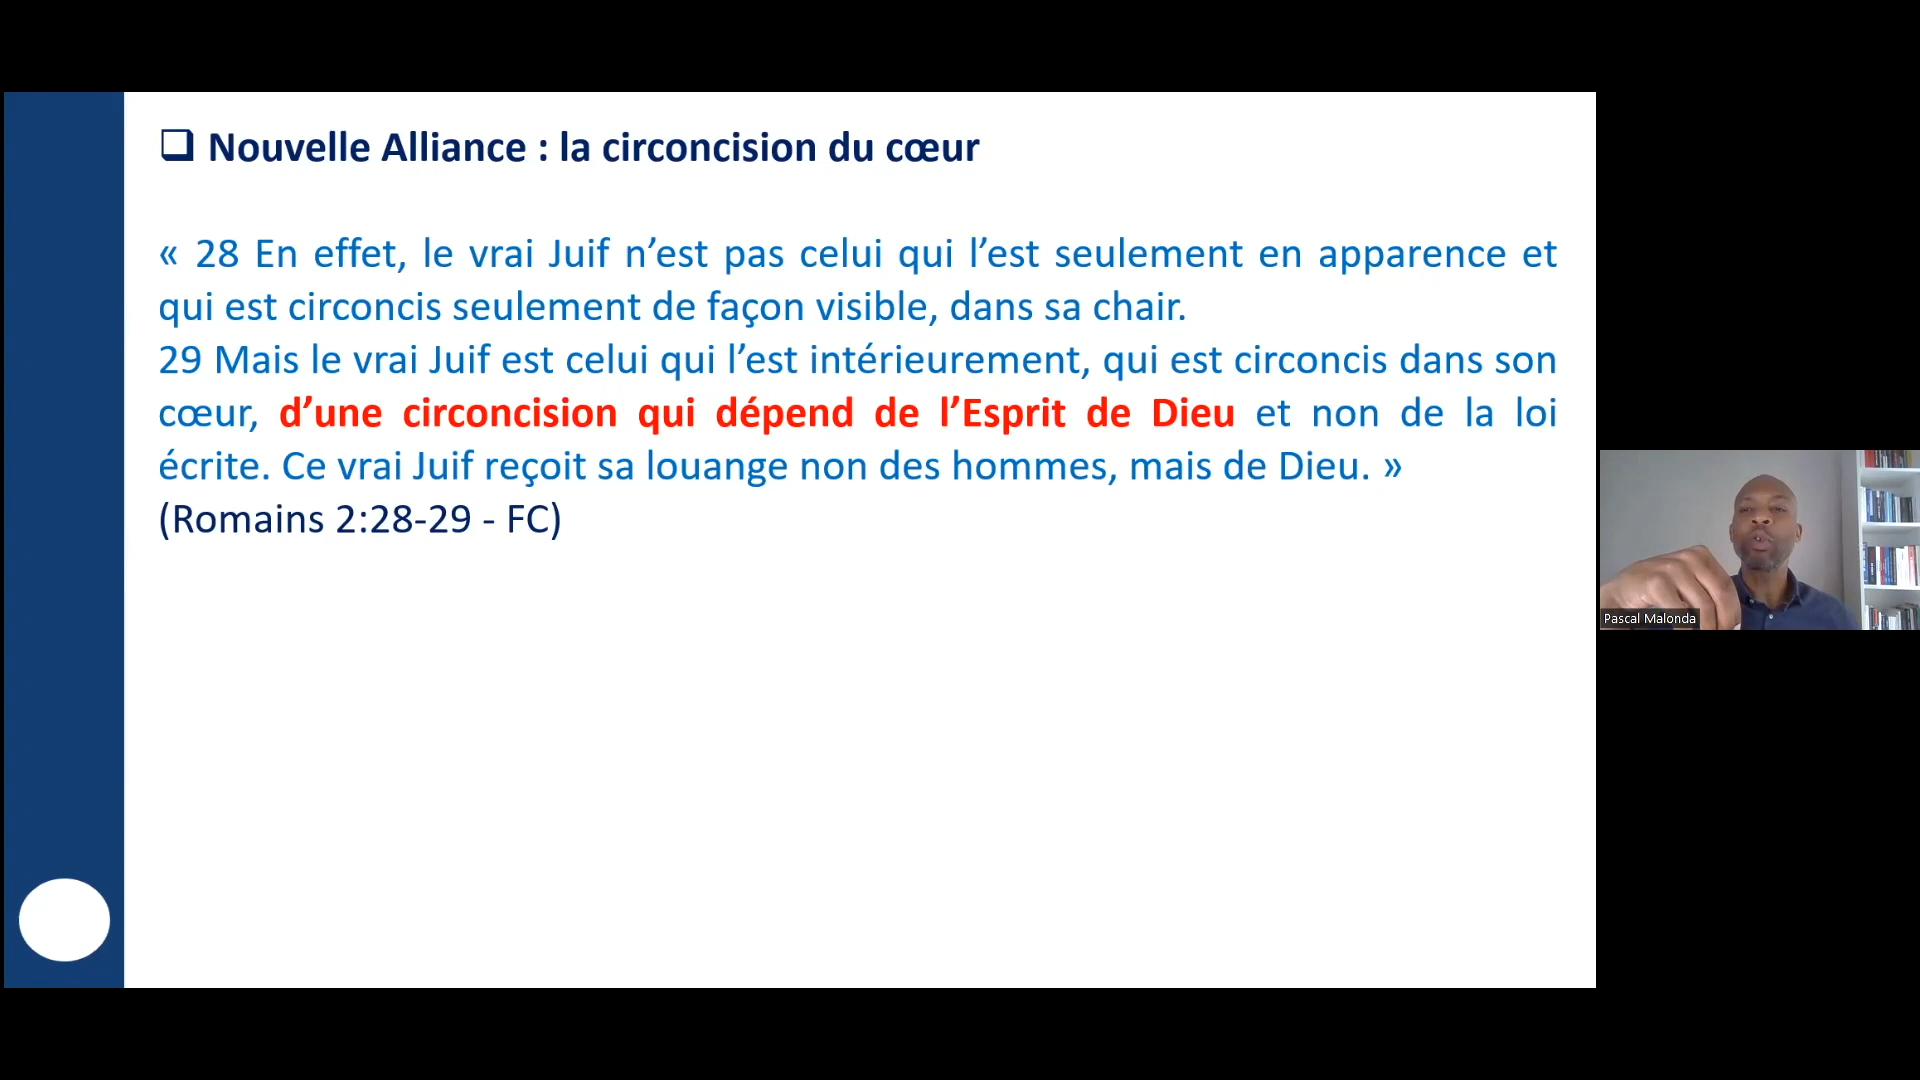 ❑ Nouvelle Alliance : la circoncision du cœur
« 28 En effet, le vrai Juif n’est pas celui qui l’est seulement en apparence et
qui est circoncis seulement de façon visible, dans sa chair.
29 Mais le vrai Juif est celui qui l’est intérieurement, qui est circoncis dans son
cœur, d’une circoncision qui dépend de l’Esprit de Dieu et non de la loi
écrite. Ce vrai Juif reçoit sa louange non des hommes, mais de Dieu. »
(Romains 2:28-29 - FC)
Pascal Malonda